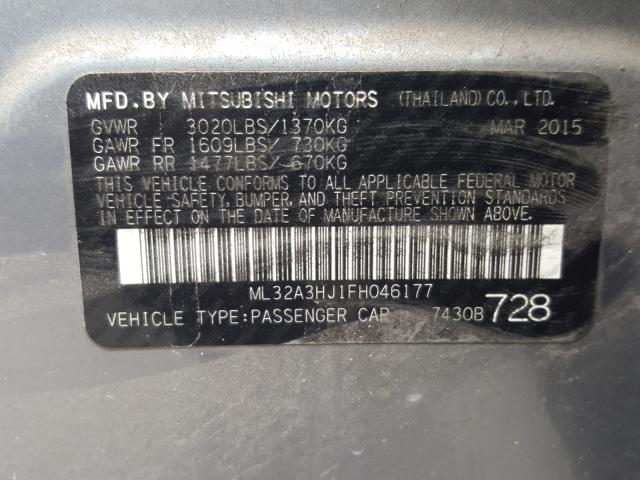 MFD.BY MITSUBISHI MOTORS (THAILAND)CO.,LTD.
GVWR 3020LBS/1370KG MAR 2015
GAWR FR 1609LBS/ 730KG
GAWR RR 1477LBS/ 670KG
THIS VEHICLE CONFORMS TO ALL APPLICABLE FEDERAL MOTOR
VEHICLE-SAFETY, BUMPER, AND THEFT PREVENTION STANDARDS
IN EFFECT ON THE DATE OF MANUFACTURE SHOWN ABOVE.
ML32A3HJ1FH046177
VEHICLE TYPE:PASSENGER CAR 7430B 728